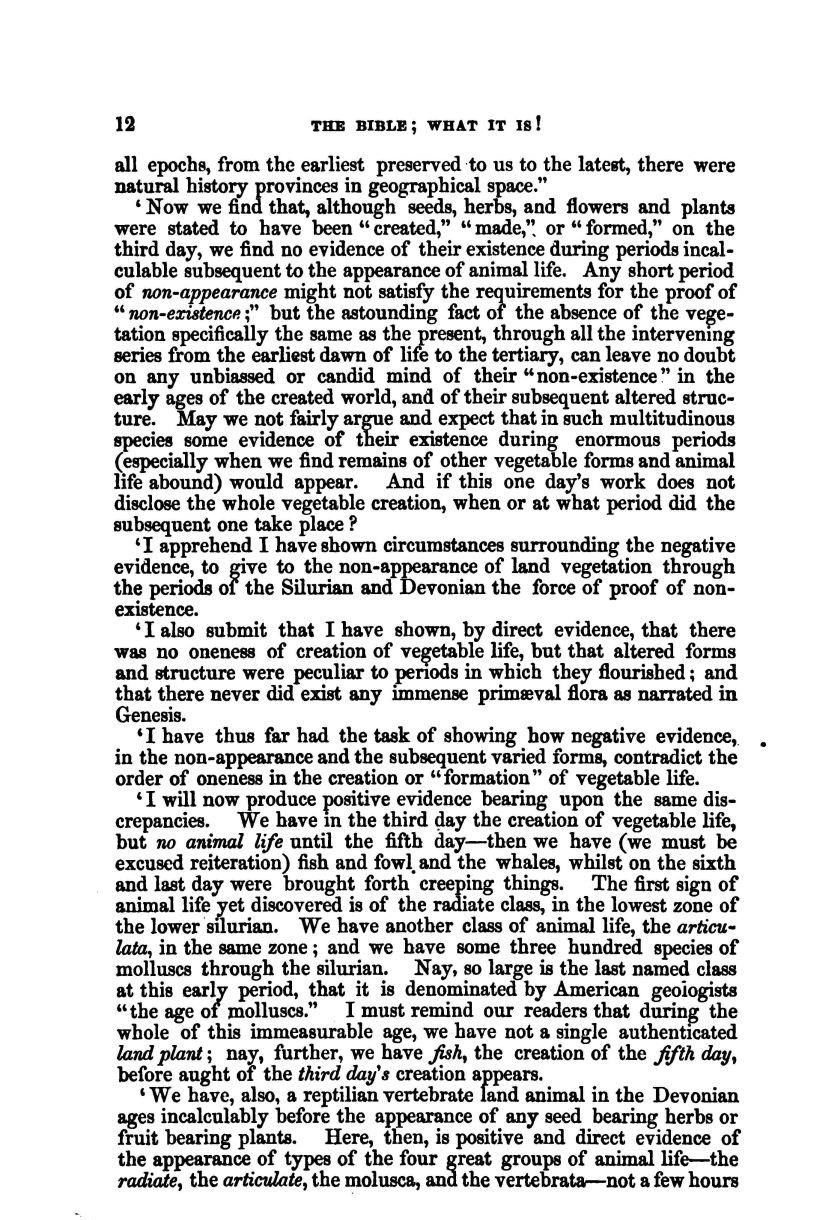 12 THE BIBLE; WHAT IT IS!
all epochs, from the earliest preserved to us to the latest, there were
natural history provinces in geographical space."
‘Now we find that, although seeds, herbs, and flowers and plants
were stated to have been "created," "made," or "formed," on the
third day, we find no evidence of their existence during periods incal-
culable subsequent to the appearance of animal life. Any short period
of non-appearance might not satisfy the requirements for the proof of
"non-existence;" but the astounding fact of the absence of the vege-
tation specifically the same as the present, through all the intervening
series from the earliest dawn of life to the tertiary, can leave no doubt
on any unbiassed or candid mind of their "non-existence" in the
early ages of the created world, and of their subsequent altered struc-
ture. May we not fairly argue and expect that in such multitudinous
species some evidence of their existence during enormous periods
(especially when we find remains of other vegetable forms and animal
life abound) would appear. And if this one day's work does not
disclose the whole vegetable creation, when or at what period did the
subsequent one take place?
‘I apprehend I have shown circumstances surrounding the negative
evidence, to give to the non-appearance of land vegetation through
the periods of the Silurian and Devonian the force of proof of non-
existence.
‘I also submit that I have shown, by direct evidence, that there
was no oneness of creation of vegetable life, but that altered forms
and structure were peculiar to periods in which they flourished; and
that there never did exist any immense primæval flora as narrated in
Genesis.
‘I have thus far had the task of showing how negative evidence,
in the non-appearance and the subsequent varied forms, contradict the
order of oneness in the creation or "formation" of vegetable life.
‘I will now produce positive evidence bearing upon the same dis-
crepancies. We have in the third day the creation of vegetable life,
but no animal life until the fifth day—then we have (we must be
excused reiteration) fish and fowl and the whales, whilst on the sixth
and last day were brought forth creeping things. The first sign of
animal life yet discovered is of the radiate class, in the lowest zone of
the lower silurian. We have another class of animal life, the articu-
lata, in the same zone; and we have some three hundred species of
molluscs through the silurian. Nay, so large is the last named class
at this early period, that it is denominated by American geologists
"the age of molluscs." I must remind our readers that during the
whole of this immeasurable age, we have not a single authenticated
land plant; nay, further, we have fish, the creation of the fifth day,
before aught of the third day's creation appears.
‘We have, also, a reptilian vertebrate land animal in the Devonian
ages incalculably before the appearance of any seed bearing herbs or
fruit bearing plants. Here, then, is positive and direct evidence of
the appearance of types of the four great groups of animal life—the
radiate, the articulate, the molusca, and the vertebrata—not a few hours